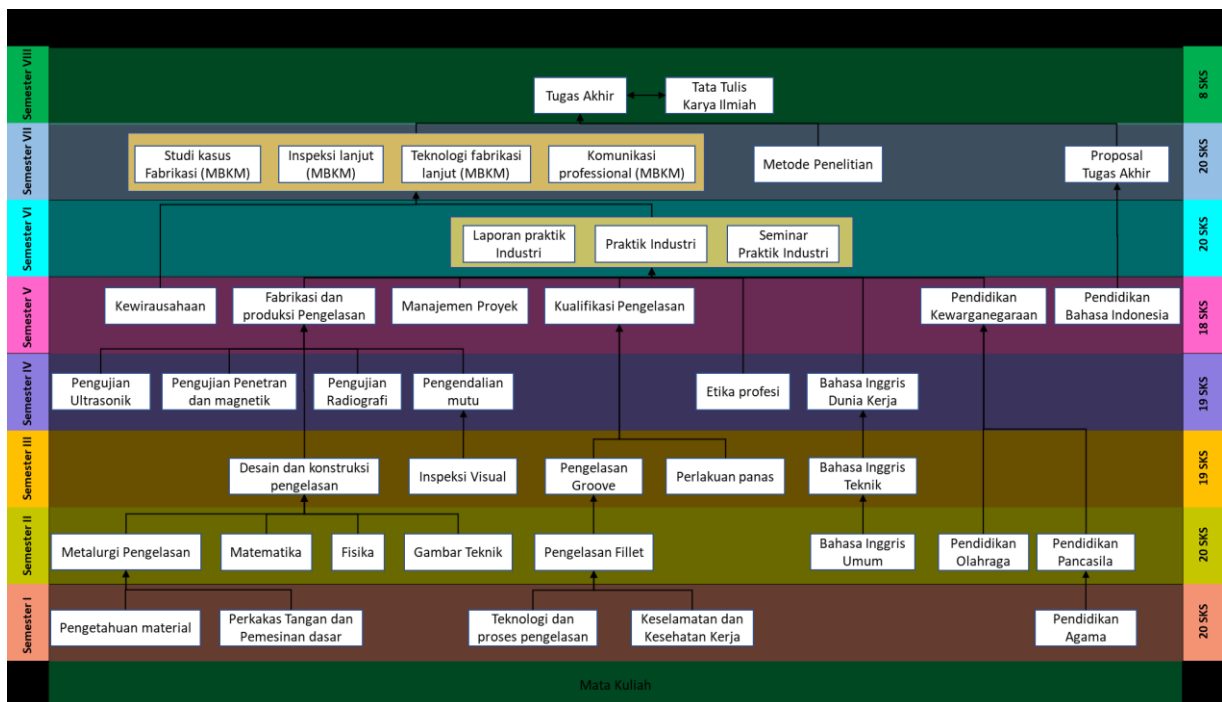 Semester VIII
Tugas Akhir
Tata Tulis
Karya Ilmiah
8 SKS
Semester VII
Studi kasus
Fabrikasi (MBKM)
Inspeksi lanjut
(MBKM)
Teknologi fabrikasi
lanjut (MBKM)
Komunikasi
professional (MBKM)
Metode Penelitian
Proposal
Tugas Akhir
20 SKS
Semester VI
Laporan praktik
Industri
Praktik Industri
Seminar
Praktik Industri
20 SKS
Semester V
Kewirausahaan
Fabrikasi dan
produksi Pengelasan
Manajemen Proyek
Kualifikasi Pengelasan
Pendidikan
Kewarganegaraan
Pendidikan
Bahasa Indonesia
18 SKS
Semester IV
Pengujian
Ultrasonik
Pengujian Penetran
dan magnetik
Pengujian
Radiografi
Pengendalian
mutu
Etika profesi
Bahasa Inggris
Dunia Kerja
19 SKS
Semester III
Desain dan konstruksi
pengelasan
Inspeksi Visual
Pengelasan
Groove
Perlakuan panas
Bahasa Inggris
Teknik
19 SKS
Semester II
Metalurgi Pengelasan
Matematika
Fisika
Gambar Teknik
Pengelasan Fillet
Bahasa Inggris
Umum
Pendidikan
Olahraga
Pendidikan
Pancasila
20 SKS
Semester I
Pengetahuan material
Perkakas Tangan dan
Pemesinan dasar
Teknologi dan
proses pengelasan
Keselamatan dan
Kesehatan Kerja
Pendidikan
Agama
20 SKS
Mata Kuliah